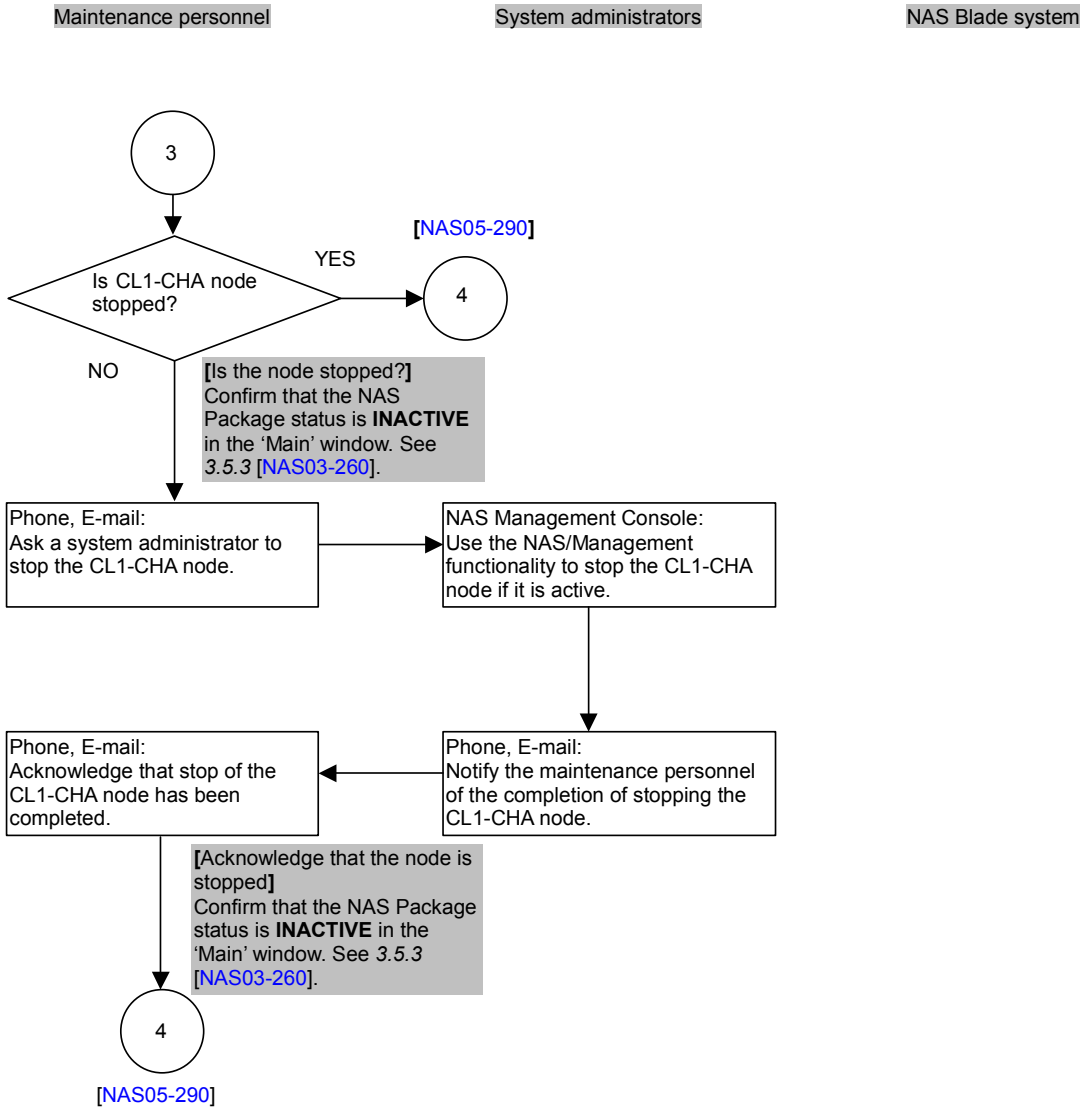 Maintenance personnel
System administrators
NAS Blade system
3
[NAS05-290]
YES
Is CL1-CHA node
stopped?
4
NO
[Is the node stopped?]
Confirm that the NAS
Package status is INACTIVE
in the ‘Main’ window. See
3.5.3 [NAS03-260].
Phone, E-mail:
Ask a system administrator to
stop the CL1-CHA node.
NAS Management Console:
Use the NAS/Management
functionality to stop the CL1-CHA
node if it is active.
Phone, E-mail:
Acknowledge that stop of the
CL1-CHA node has been
completed.
Phone, E-mail:
Notify the maintenance personnel
of the completion of stopping the
CL1-CHA node.
[Acknowledge that the node is
stopped]
Confirm that the NAS Package
status is INACTIVE in the
‘Main’ window. See 3.5.3
[NAS03-260].
4
[NAS05-290]